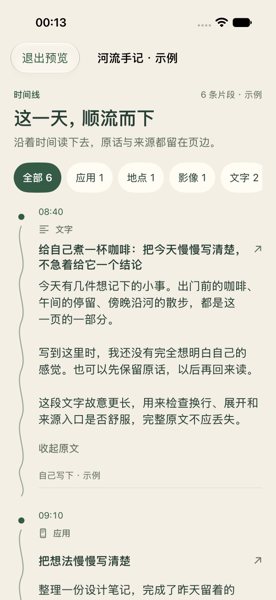 00:13
退出预览
河流手记 · 示例
时间线
6 条片段 · 示例
这一天，顺流而下
沿着时间读下去，原话与来源都留在页边。
全部 6
应用 1
地点 1
影像 1
文字 2
08:40
文字
给自己煮一杯咖啡：把今天慢慢写清楚，
不急着给它一个结论
今天有几件想记下的小事。出门前的咖啡、
午间的停留、傍晚沿河的散步，都是这
一页的一部分。
写到这里时，我还没有完全想明白自己的
感觉。也可以先保留原话，以后再回来读。
这段文字故意更长，用来检查换行、展开和
来源入口是否舒服，完整原文不应丢失。
收起原文
自己写下 · 示例
09:10
应用
把想法慢慢写清楚
整理一份设计笔记，完成了昨天留着的